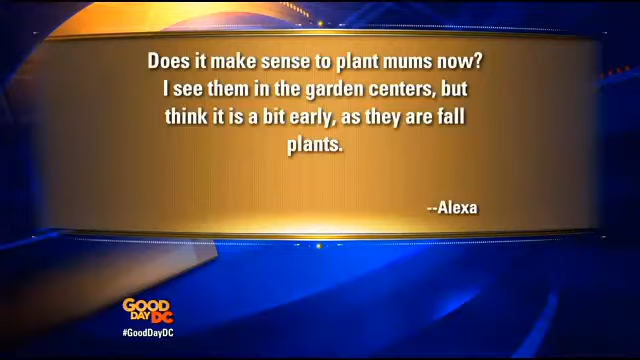 Does it make sense to plant mums now?
I see them in the garden centers, but
think it is a bit early, as they are fall
plants.
--Alexa
GOOD
DAY DC
#GoodDayDC